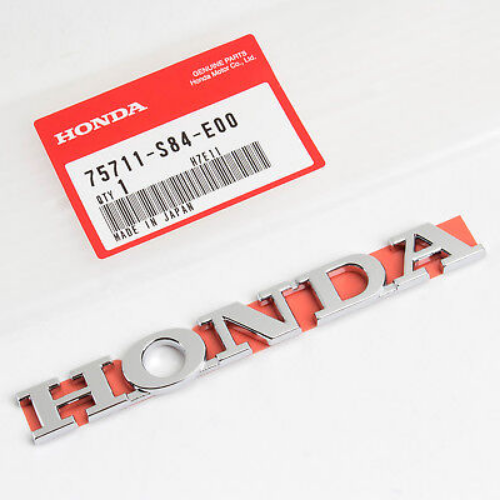 GENUINE PARTS
Honda Motor Co., Ltd.
HONDA
75711-S84-E00
QTY 1
H7E11
MADE IN JAPAN
HONDA